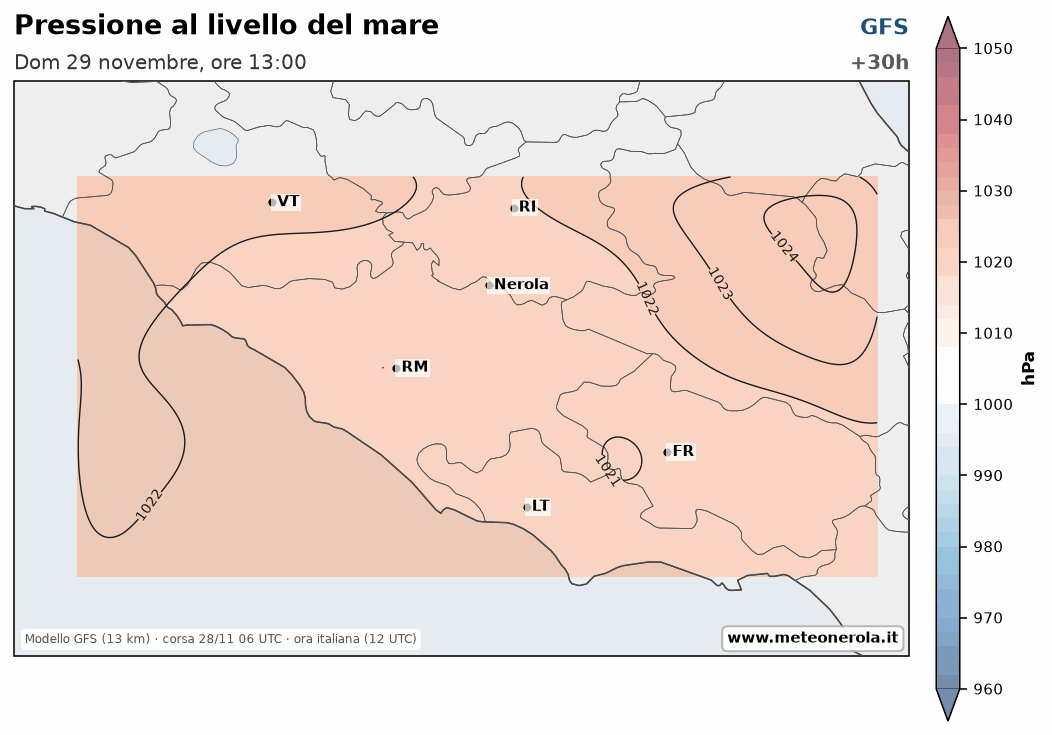 Pressione al livello del mare
GFS
Dom 29 novembre, ore 13:00
+30h
1050
1040
1030
1020
1010
1000
990
980
970
960
hPa
VT
RI
1024
1023
Nerola
1022
RM
FR
1021
1022
LT
Modello GFS (13 km) · corsa 28/11 06 UTC · ora italiana (12 UTC)
www.meteonerola.it